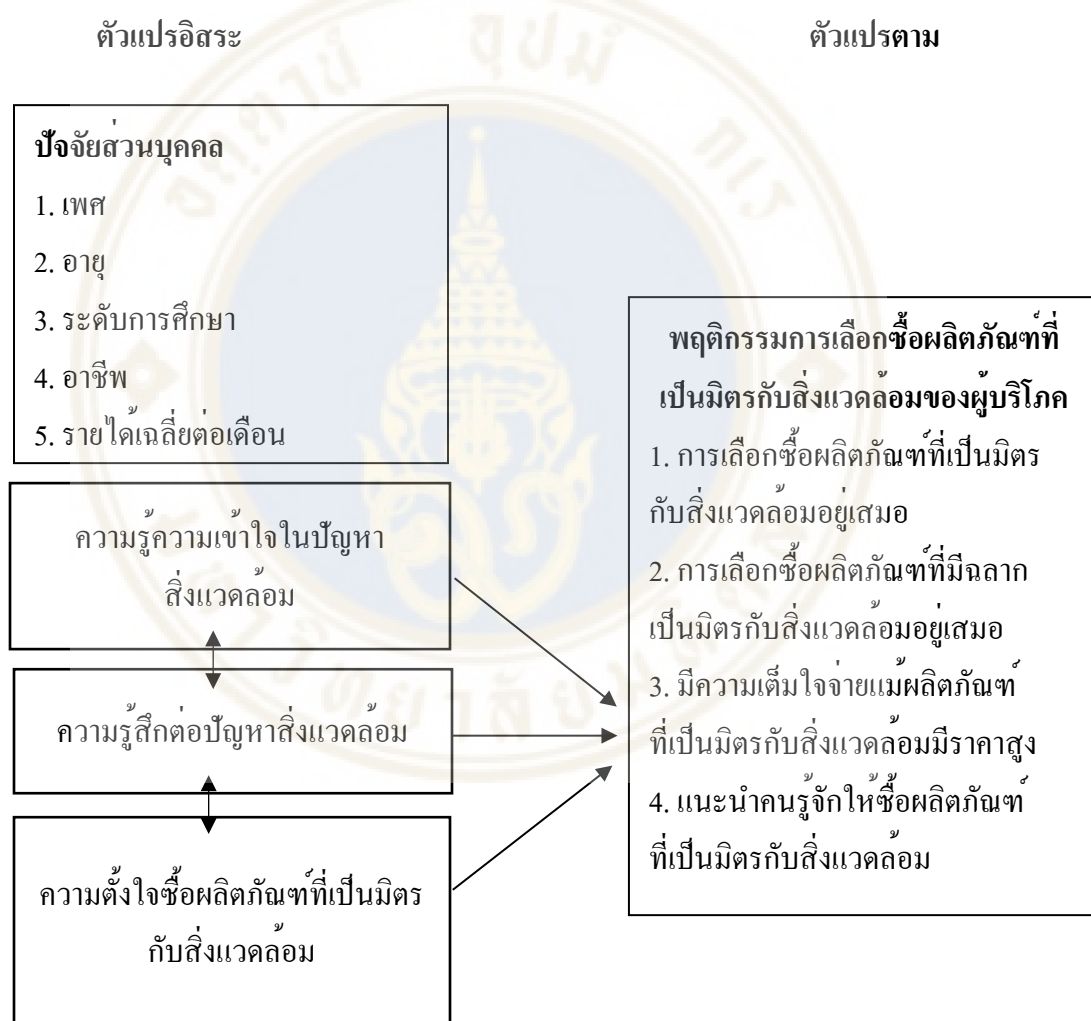 ตัวแปรอิสระ
ตัวแปรตาม
ปัจจัยส่วนบุคคล
1. เพศ
2. อายุ
3. ระดับการศึกษา
4. อาชีพ
5. รายได้เฉลี่ยต่อเดือน
ความรู้ความเข้าใจในปัญหา
สิ่งแวดล้อม
ความรู้สึกต่อปัญหาสิ่งแวดล้อม
ความตั้งใจซื้อผลิตภัณฑ์ที่เป็นมิตร
กับสิ่งแวดล้อม
พฤติกรรมการเลือกซื้อผลิตภัณฑ์ที่
เป็นมิตรกับสิ่งแวดล้อมของผู้บริโภค
1. การเลือกซื้อผลิตภัณฑ์ที่เป็นมิตร
กับสิ่งแวดล้อมอยู่เสมอ
2. การเลือกซื้อผลิตภัณฑ์ที่มีฉลาก
เป็นมิตรกับสิ่งแวดล้อมอยู่เสมอ
3. มีความเต็มใจจ่ายแม้ผลิตภัณฑ์
ที่เป็นมิตรกับสิ่งแวดล้อมมีราคาสูง
4. แนะนำคนรู้จักให้ซื้อผลิตภัณฑ์
ที่เป็นมิตรกับสิ่งแวดล้อม